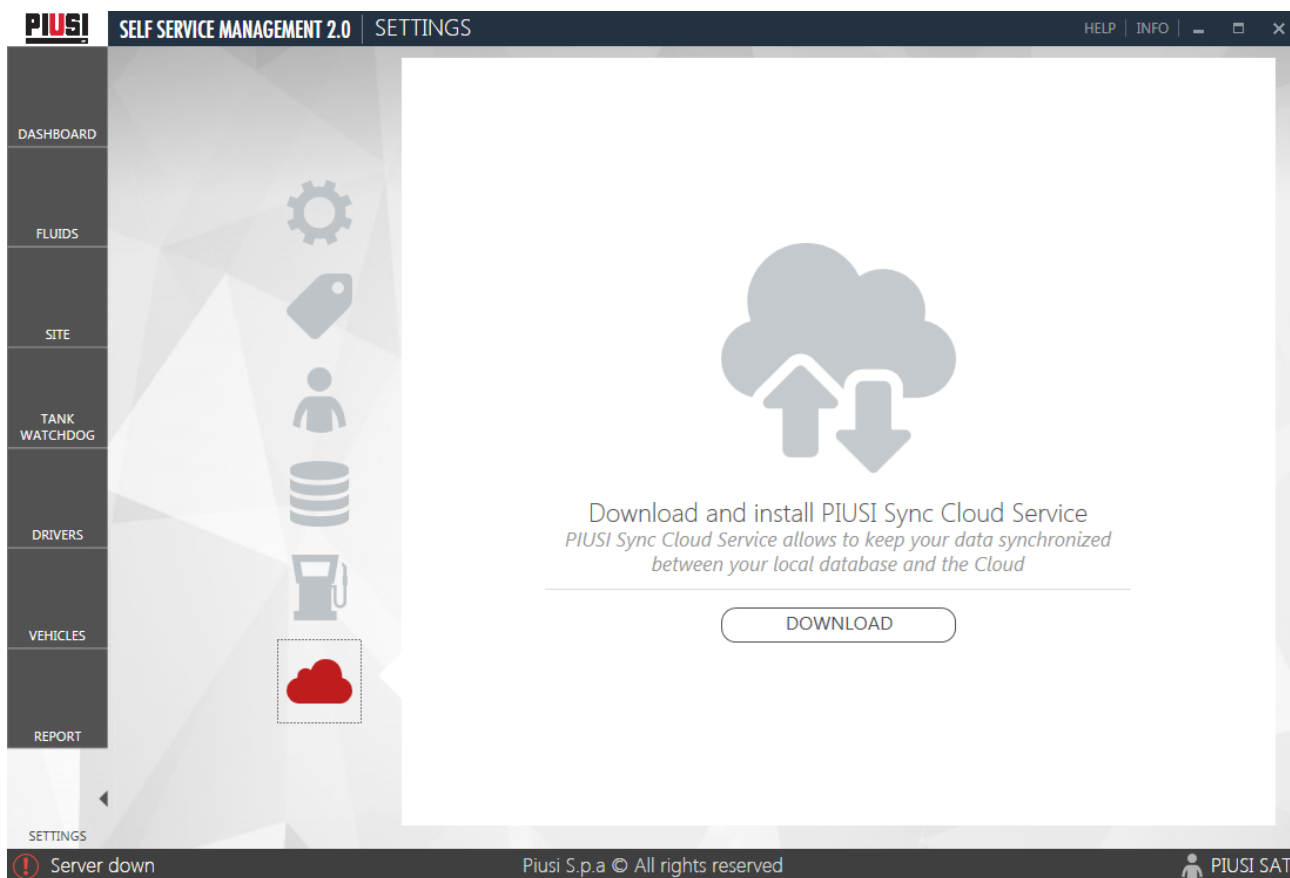 PIUSI SELF SERVICE MANAGEMENT 2.0 SETTINGS HELP INFO
DASHBOARD
FLUIDS
SITE
TANK
WATCHDOG
DRIVERS
VEHICLES
REPORT
SETTINGS
Download and install PIUSI Sync Cloud Service
PIUSI Sync Cloud Service allows to keep your data synchronized
between your local database and the Cloud
DOWNLOAD
Server down Piusi S.p.a © All rights reserved PIUSI SAT